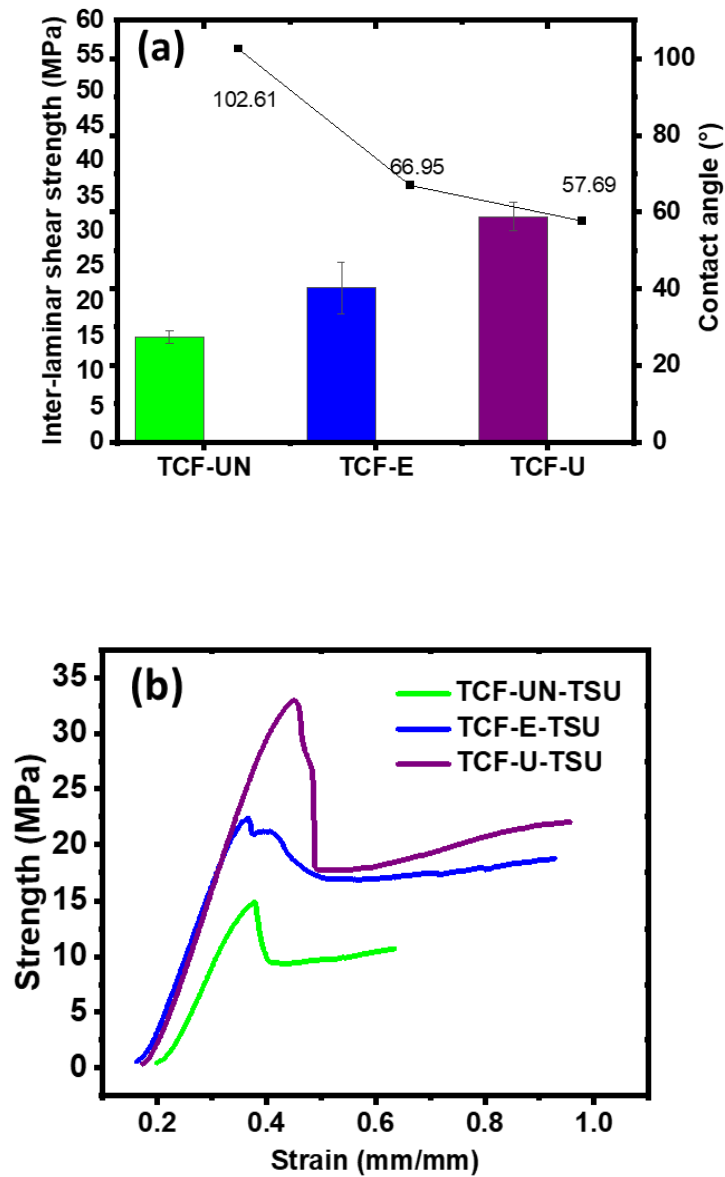 (a)
Inter-laminar shear strength (MPa)
60
55
50
45
40
35
30
25
20
15
10
5
0
102.61
66.95
57.69
100
80
60
40
20
0
Contact angle (°)
TCF-UN
TCF-E
TCF-U
(b)
Strength (MPa)
35
30
25
20
15
10
5
0
TCF-UN-TSU
TCF-E-TSU
TCF-U-TSU
0.2
0.4
0.6
0.8
1.0
Strain (mm/mm)